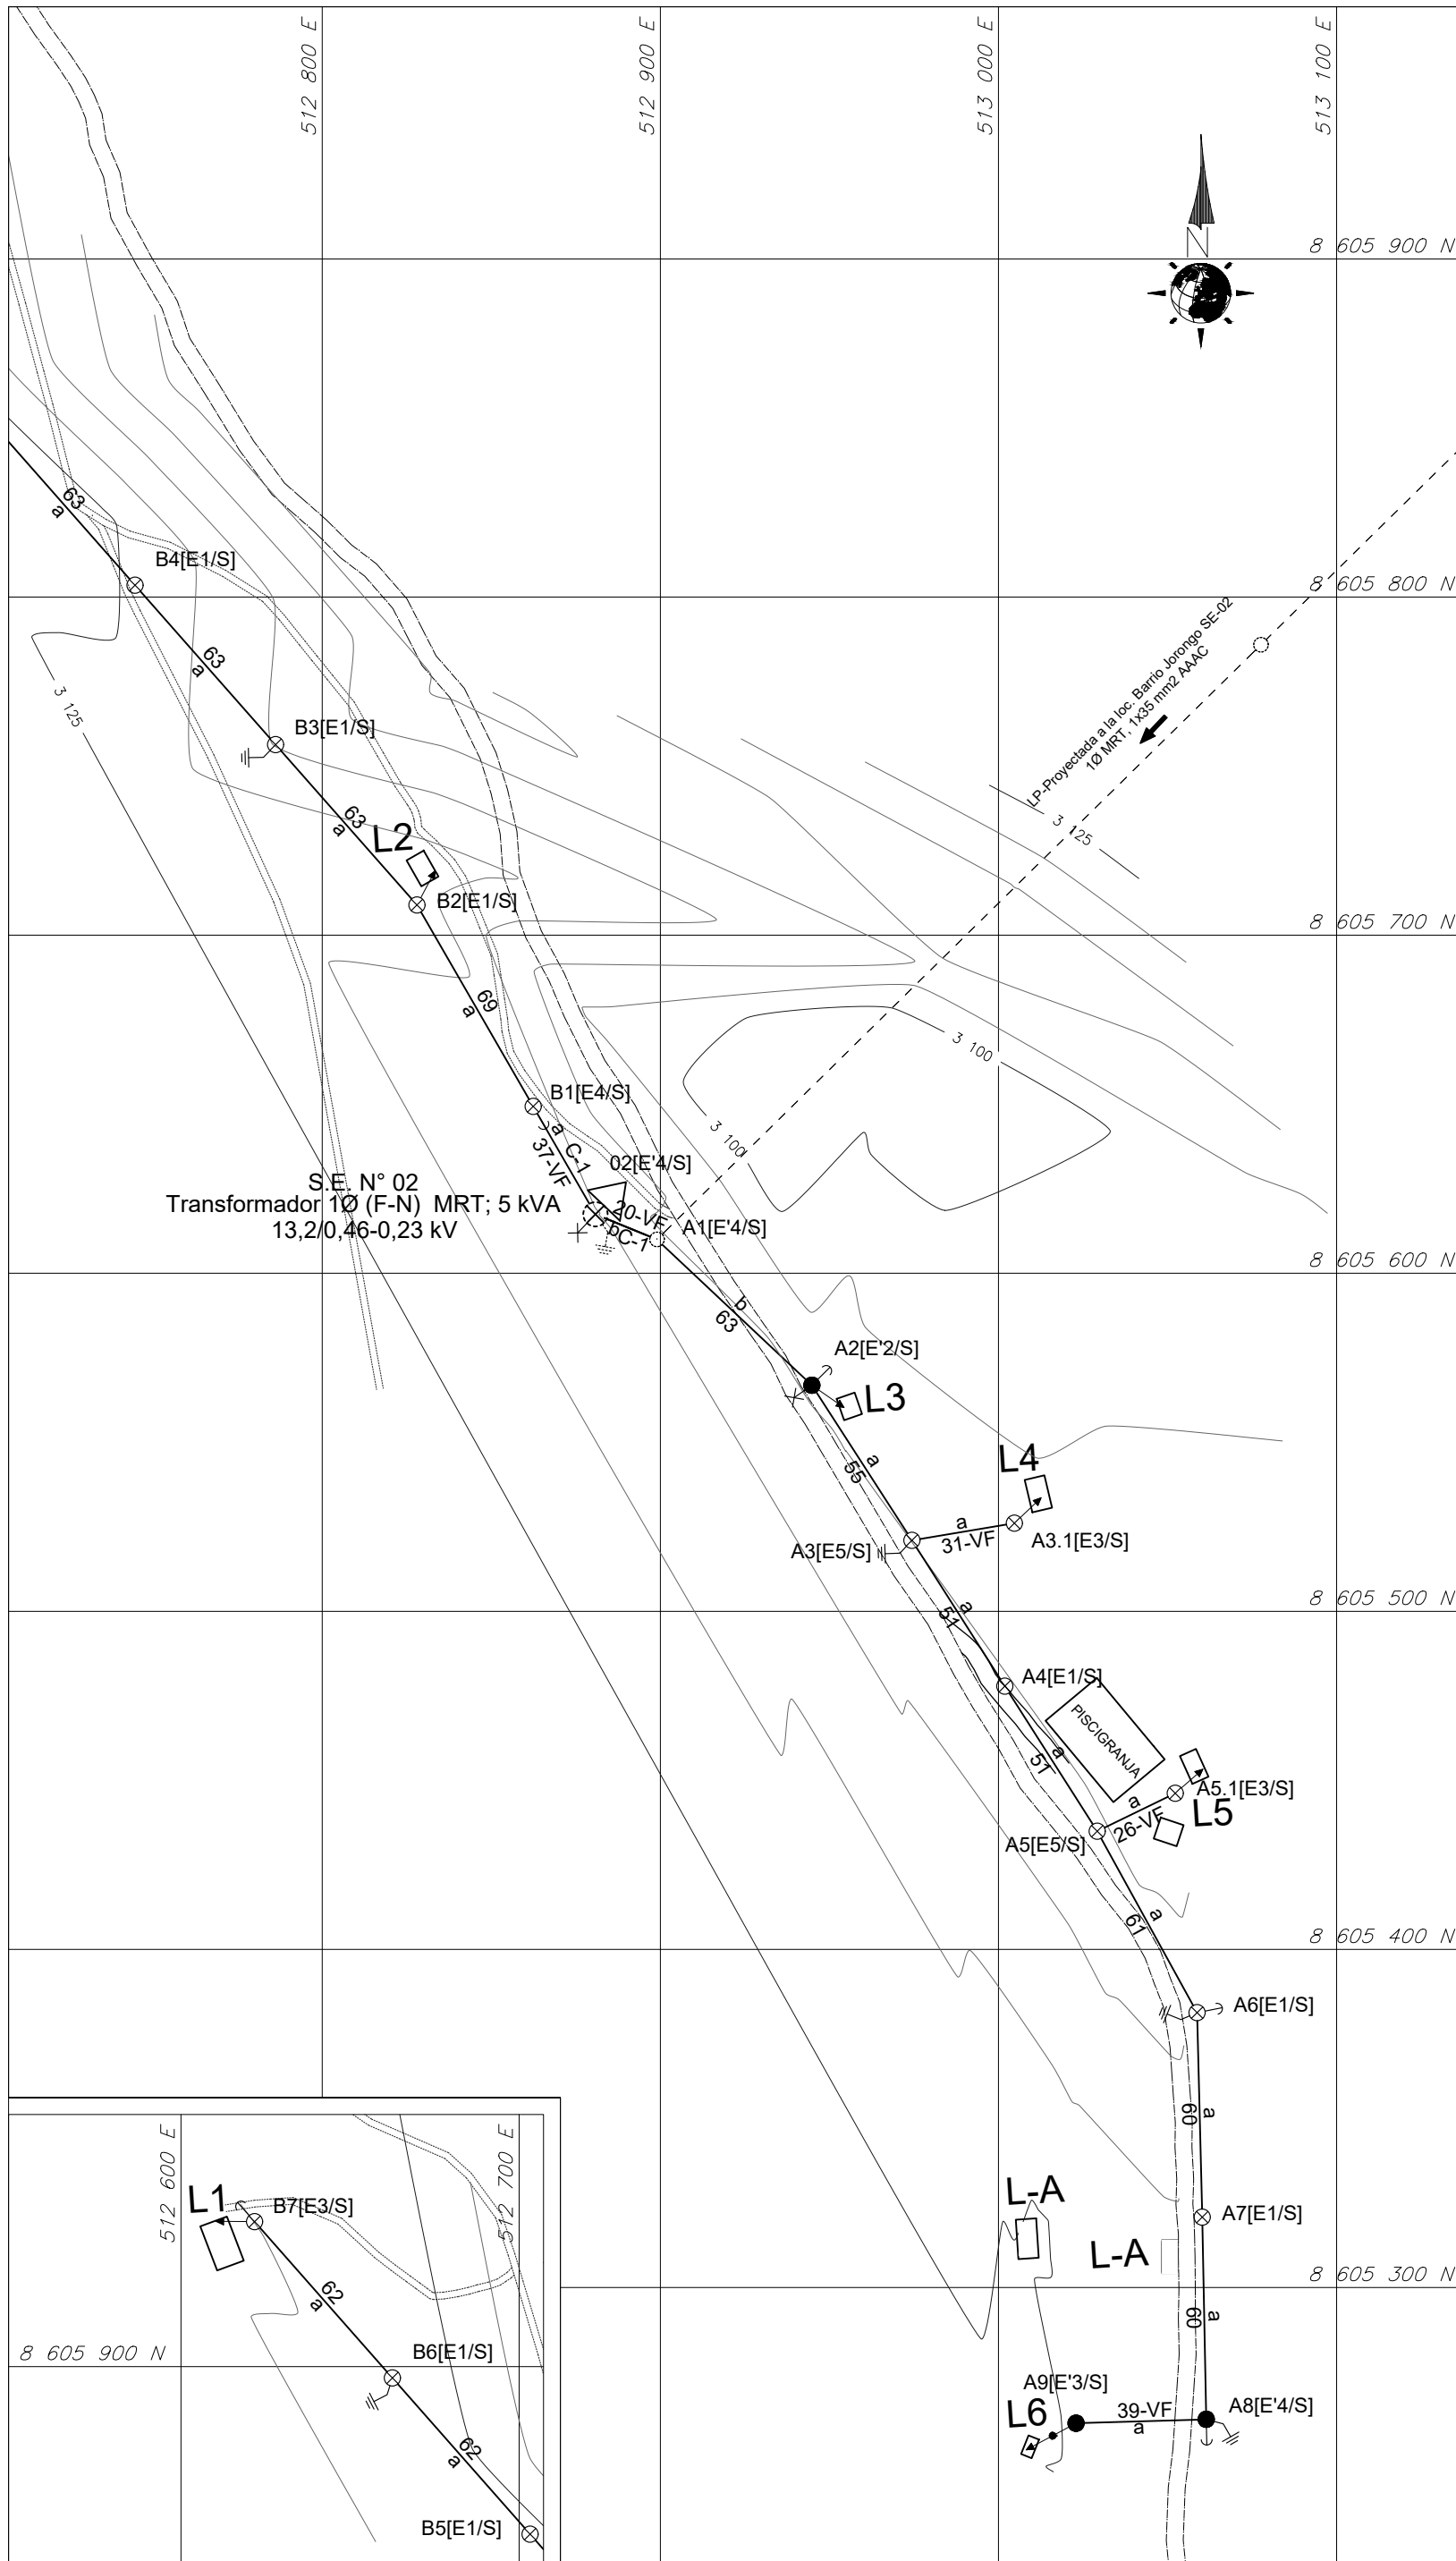 512 800 E
512 900 E
513 000 E
513 100 E
N
8 605 900 N
63
a
B4[E1/S]
8 605 800 N
63
a
3 125
B3[E1/S]
LP-Proyectada a la loc. Barrio Jorongo SE-02
1Ø MRT, 1x35 mm2 AAAC
3 125
63
a
L2
B2[E1/S]
8 605 700 N
69
a
3 100
B1[E4/S]
3 100
a C-1
37-VF
02[E'4/S]
S.E. N° 02
Transformador 1Ø (F-N) MRT; 5 kVA
13,2/0,46-0,23 kV
20-VF
bC-1
A1[E'4/S]
8 605 600 N
b
63
A2[E'2/S]
L3
a
55
L4
a
31-VF
A3[E5/S]
A3.1[E3/S]
8 605 500 N
a
51
A4[E1/S]
PISCIGRANJA
a
51
A5.1[E3/S]
a
26-VF
L5
A5[E5/S]
a
61
8 605 400 N
A6[E1/S]
60
a
512 600 E
512 700 E
L1
B7[E3/S]
L-A
A7[E1/S]
L-A
8 605 300 N
62
a
60
a
8 605 900 N
B6[E1/S]
A9[E'3/S]
L6
39-VF
a
A8[E'4/S]
62
a
B5[E1/S]